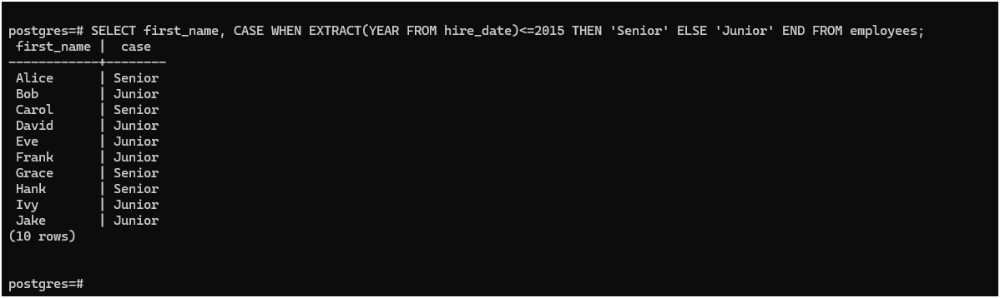 postgres=# SELECT first_name, CASE WHEN EXTRACT(YEAR FROM hire_date)<=2015 THEN 'Senior' ELSE 'Junior' END FROM employees;
 first_name |  case
------------+--------
 Alice      | Senior
 Bob        | Junior
 Carol      | Senior
 David      | Junior
 Eve        | Junior
 Frank      | Junior
 Grace      | Senior
 Hank       | Senior
 Ivy        | Junior
 Jake       | Junior
(10 rows)
postgres=#